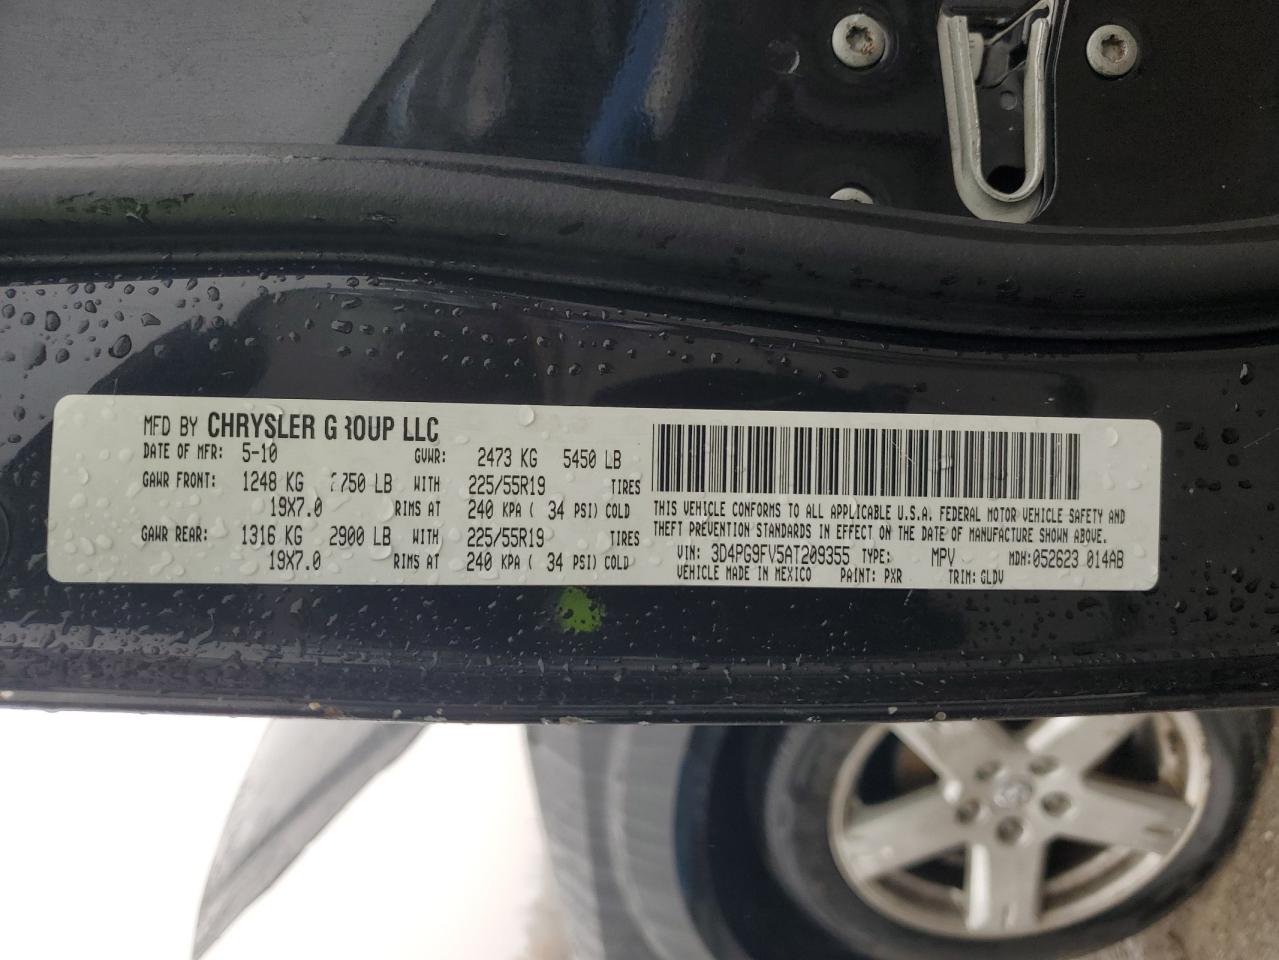 MFD BY CHRYSLER GROUP LLC
DATE OF MFR: 5-10 GVWR: 2473 KG 5450 LB
GAWR FRONT: 1248 KG 2750 LB WITH 225/55R19 TIRES
19X7.0 RIMS AT 240 KPA ( 34 PSI) COLD
GAWR REAR: 1316 KG 2900 LB WITH 225/55R19 TIRES
19X7.0 RIMS AT 240 KPA ( 34 PSI) COLD
THIS VEHICLE CONFORMS TO ALL APPLICABLE U.S.A. FEDERAL MOTOR VEHICLE SAFETY AND
THEFT PREVENTION STANDARDS IN EFFECT ON THE DATE OF MANUFACTURE SHOWN ABOVE.
VIN: 3D4PG9FV5AT209355 TYPE: MPV MDH:052623 014AB
VEHICLE MADE IN MEXICO PAINT: PXR TRIM: GLDV